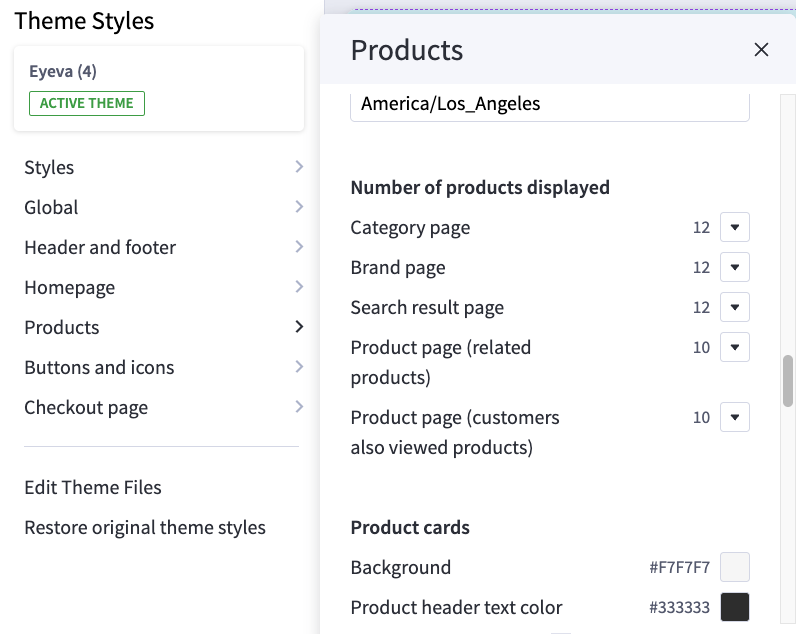 Theme Styles
Eyeva (4)
ACTIVE THEME
Styles
Global
Header and footer
Homepage
Products
Buttons and icons
Checkout page
Edit Theme Files
Restore original theme styles
Products
America/Los_Angeles
Number of products displayed
Category page 12
Brand page 12
Search result page 12
Product page (related 10
products)
Product page (customers 10
also viewed products)
Product cards
Background #F7F7F7
Product header text color #333333